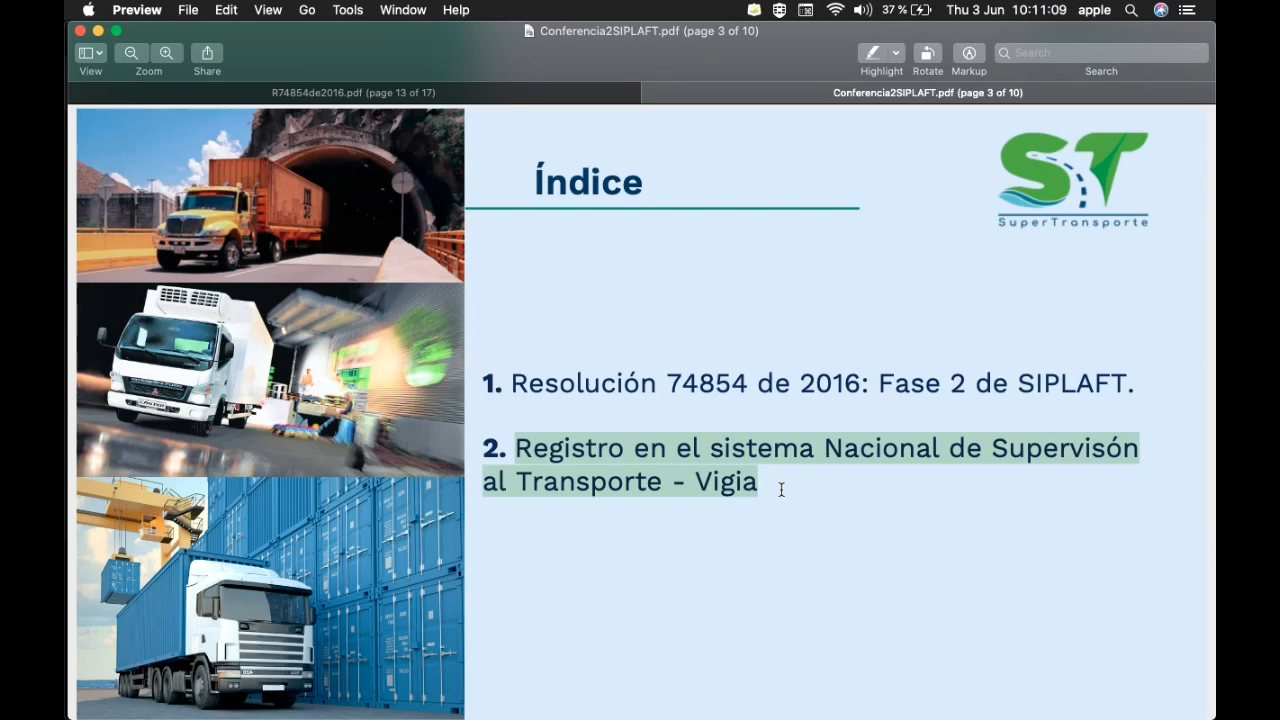 Preview File Edit View Go Tools Window Help 37 % Thu 3 Jun 10:11:09 apple
Conferencia2SIPLAFT.pdf (page 3 of 10)
View Zoom Share Highlight Rotate Markup Search
Search
R74854de2016.pdf (page 13 of 17) Conferencia2SIPLAFT.pdf (page 3 of 10)
Índice
ST
SuperTransporte
1. Resolución 74854 de 2016: Fase 2 de SIPLAFT.
2. Registro en el sistema Nacional de Supervisón
al Transporte - Vigia
CANTER